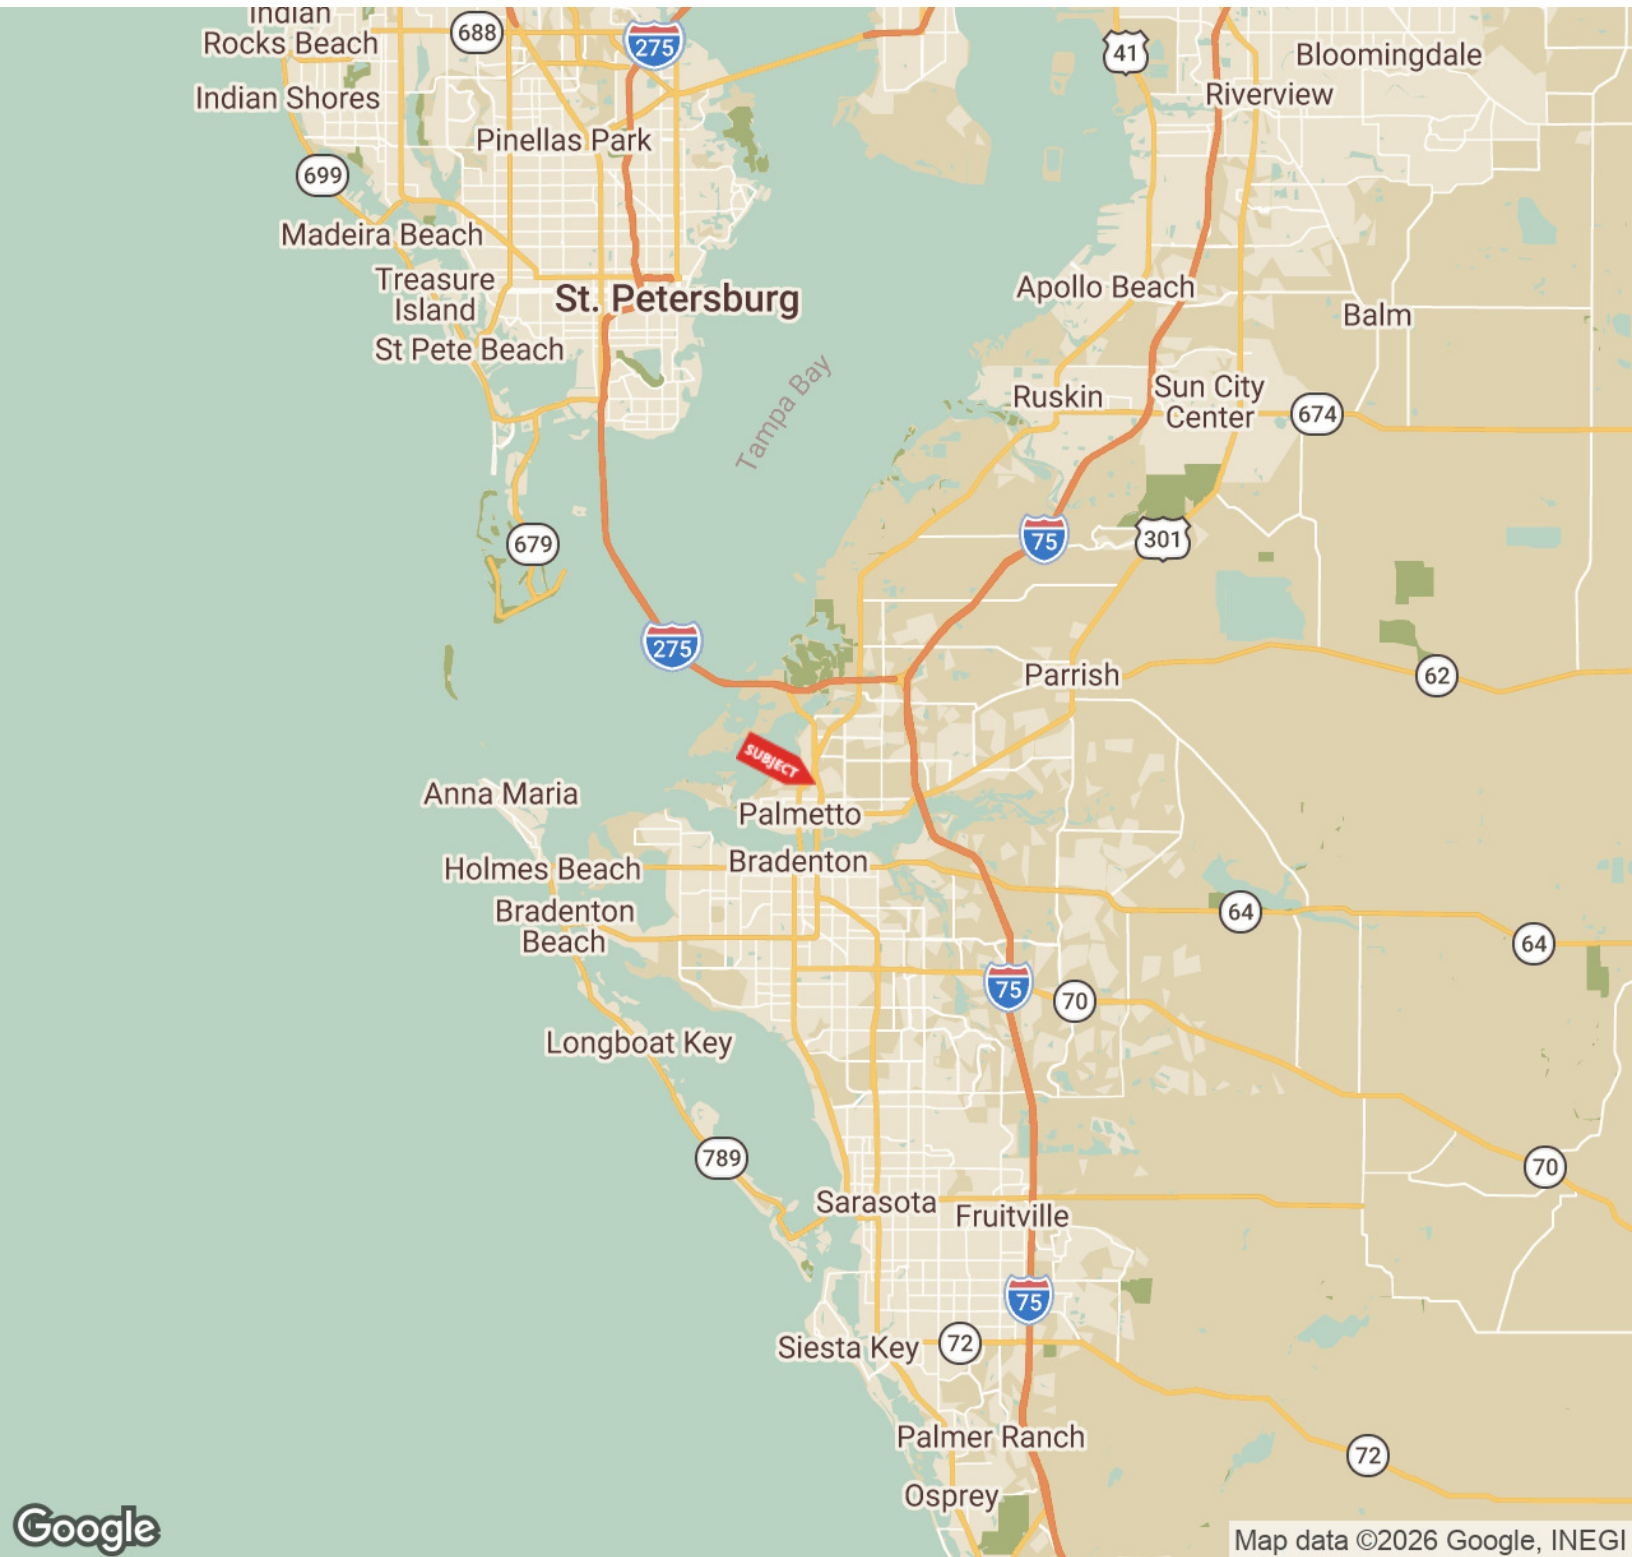 Indian
Rocks Beach
688
275
41
Bloomingdale
Riverview
Indian Shores
Pinellas Park
699
Madeira Beach
Treasure
Island
St. Petersburg
Apollo Beach
Balm
St Pete Beach
Tampa Bay
Ruskin
Sun City
Center
674
679
75
301
275
Parrish
62
SUBJECT
Anna Maria
Palmetto
Bradenton
Holmes Beach
Bradenton
Beach
64
64
75
70
Longboat Key
789
70
Sarasota
Fruitville
75
Siesta Key
72
Palmer Ranch
72
Osprey
Google
Map data ©2026 Google, INEGI